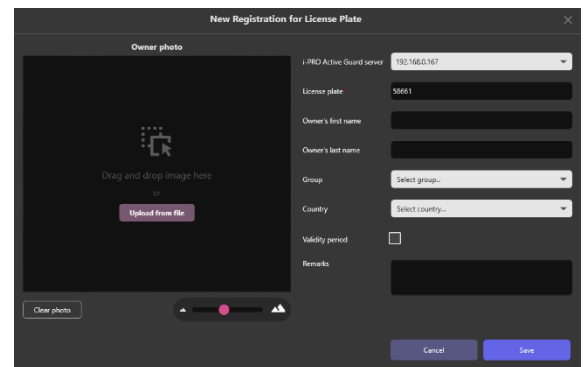 New Registration for License Plate
Owner photo
Drag and drop image here
or
Upload from file
Clear photo
i-PRO Active Guard server
192.168.0.167
License plate
58661
Owner's first name
Owner's last name
Group
Select group...
Country
Select country...
Validity period
Remarks
Cancel
Save